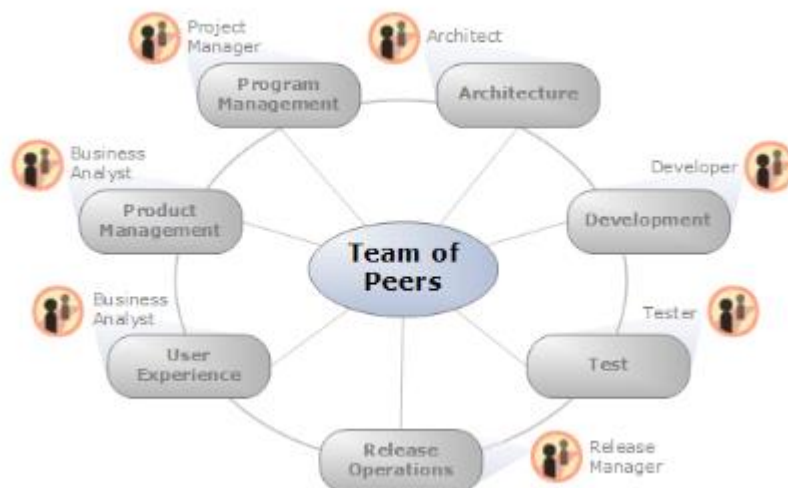 Project
Manager
Architect
Program
Management
Architecture
Business
Analyst
Developer
Product
Management
Development
Team of
Peers
Business
Analyst
Tester
User
Experience
Test
Release
Operations
Release
Manager